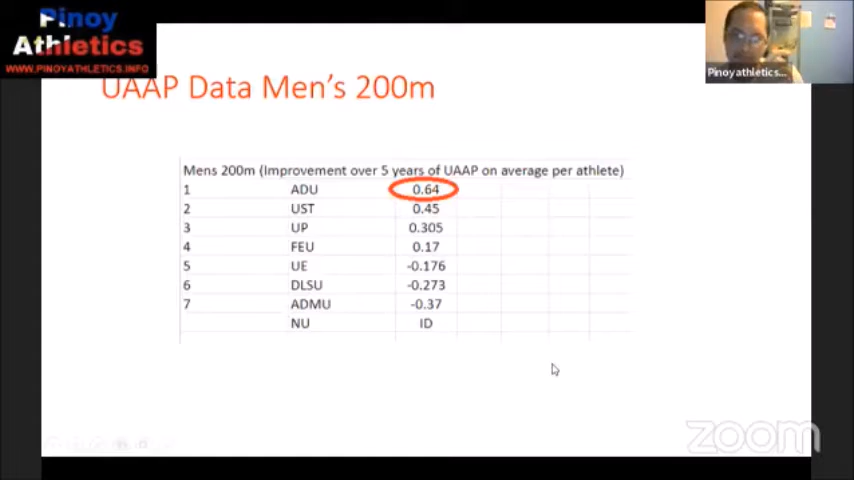 Pinoy
Athletics
WWW.PINOYATHLETICS.INFO
Pinoyathletics...
UAAP Data Men's 200m
Mens 200m (Improvement over 5 years of UAAP on average per athlete)
1 ADU 0.64
2 UST 0.45
3 UP 0.305
4 FEU 0.17
5 UE -0.176
6 DLSU -0.273
7 ADMU -0.37
NU ID
zoom